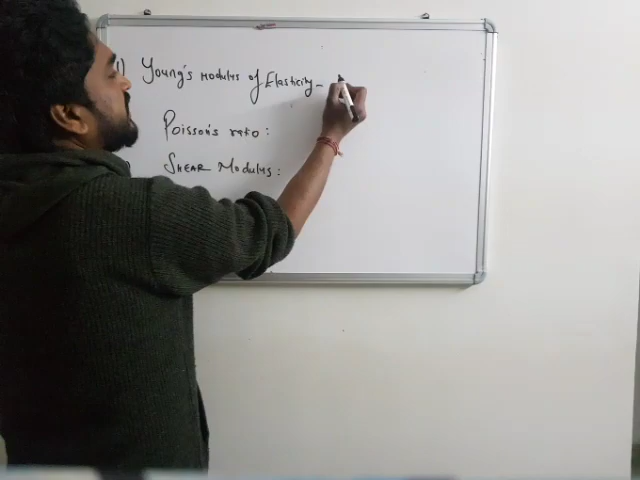 1) Young's Modulus of Elasticity -
Poisson's ratio :
SHEAR Modulus :